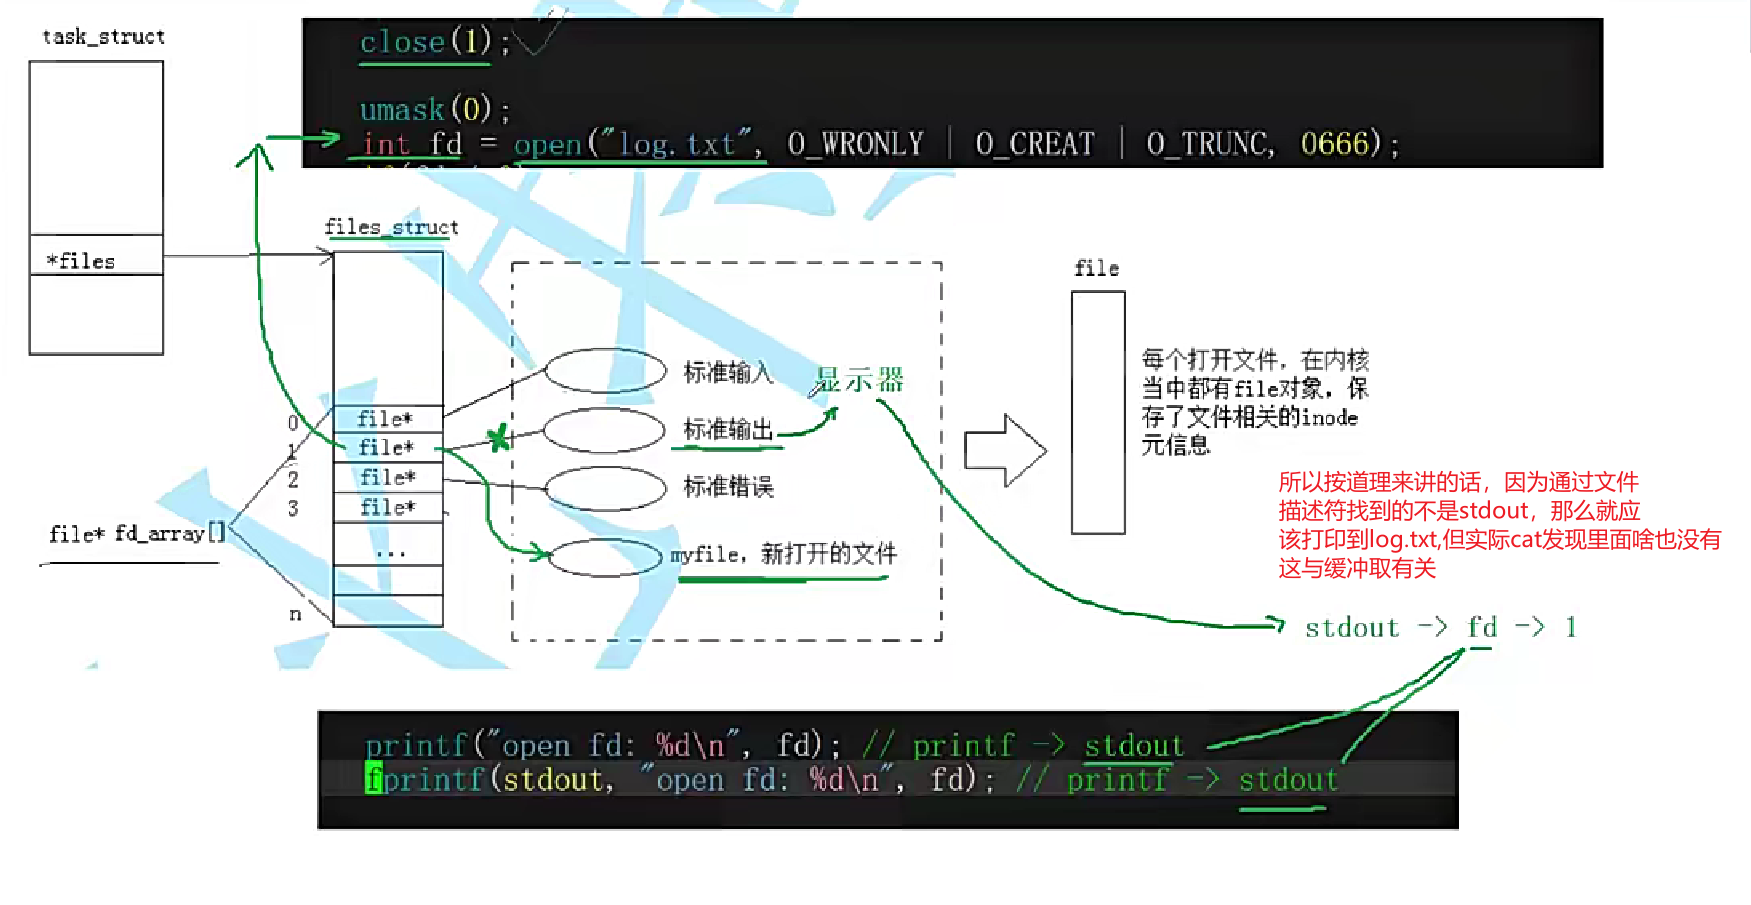 task_struct
close(1);
umask(0);
int fd = open("log.txt", O_WRONLY | O_CREAT | O_TRUNC, 0666);
files_struct
*files
file
标准输入
显示器
每个打开文件，在内核
当中都有file对象，保
存了文件相关的inode
元信息
0
file*
标准输出
1
file*
2
file*
标准错误
3
file*
所以按道理来讲的话，因为通过文件
描述符找到的不是stdout，那么就应
该打印到log.txt,但实际cat发现里面啥也没有
这与缓冲取有关
file* fd_array[]
...
myfile，新打开的文件
n
stdout -> fd -> 1
printf("open fd: %d\n", fd); // printf -> stdout
fprintf(stdout, "open fd: %d\n", fd); // printf -> stdout